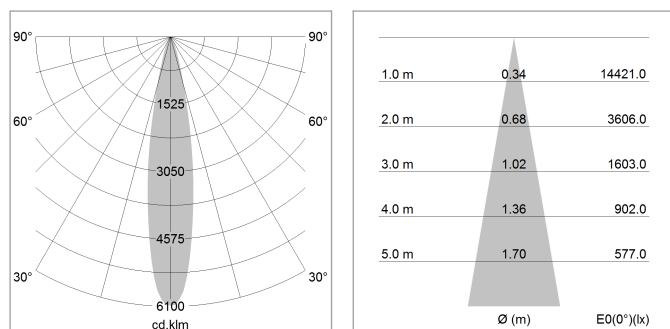 90° 90°
1525
60° 60°
3050
4575
30° 30°
6100
cd.klm
1.0 m 0.34 14421.0
2.0 m 0.68 3606.0
3.0 m 1.02 1603.0
4.0 m 1.36 902.0
5.0 m 1.70 577.0
Ø (m) E0(0°)(lx)